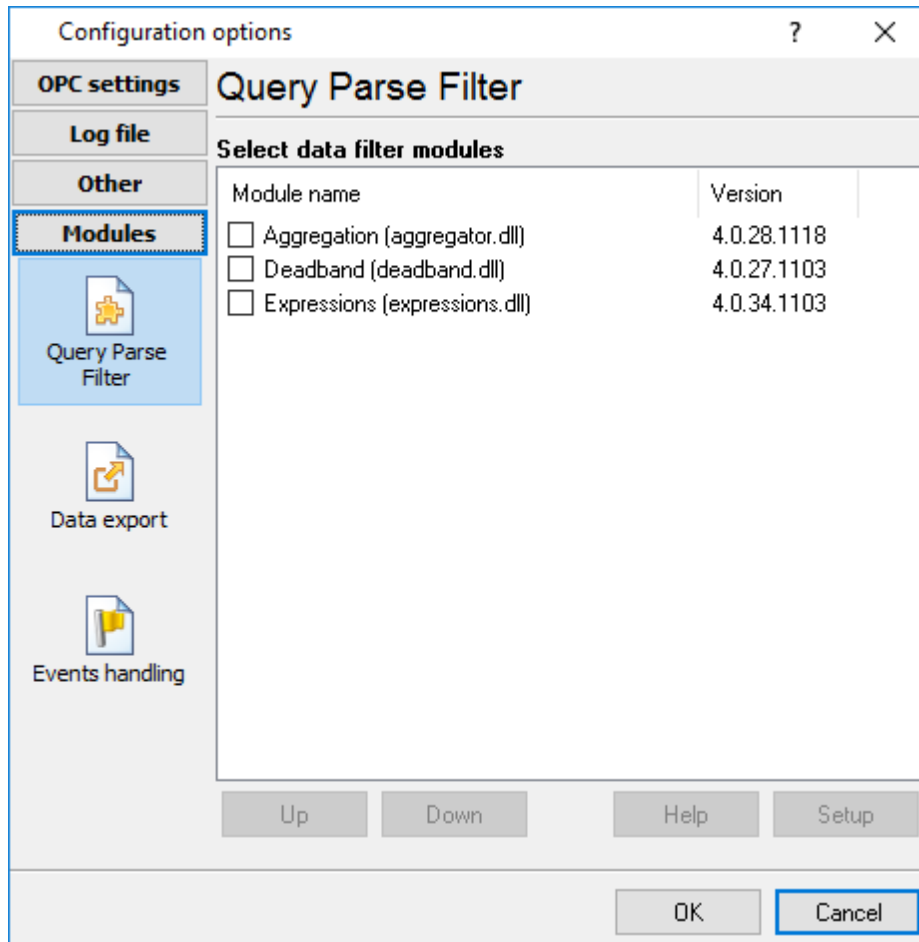 Configuration options
?
OPC settings
Log file
Other
Modules
Query Parse
Filter
Data export
Events handling
Query Parse Filter
Select data filter modules
Module name Version
Aggregation (aggregator.dll) 4.0.28.1118
Deadband (deadband.dll) 4.0.27.1103
Expressions (expressions.dll) 4.0.34.1103
Up Down Help Setup
OK Cancel